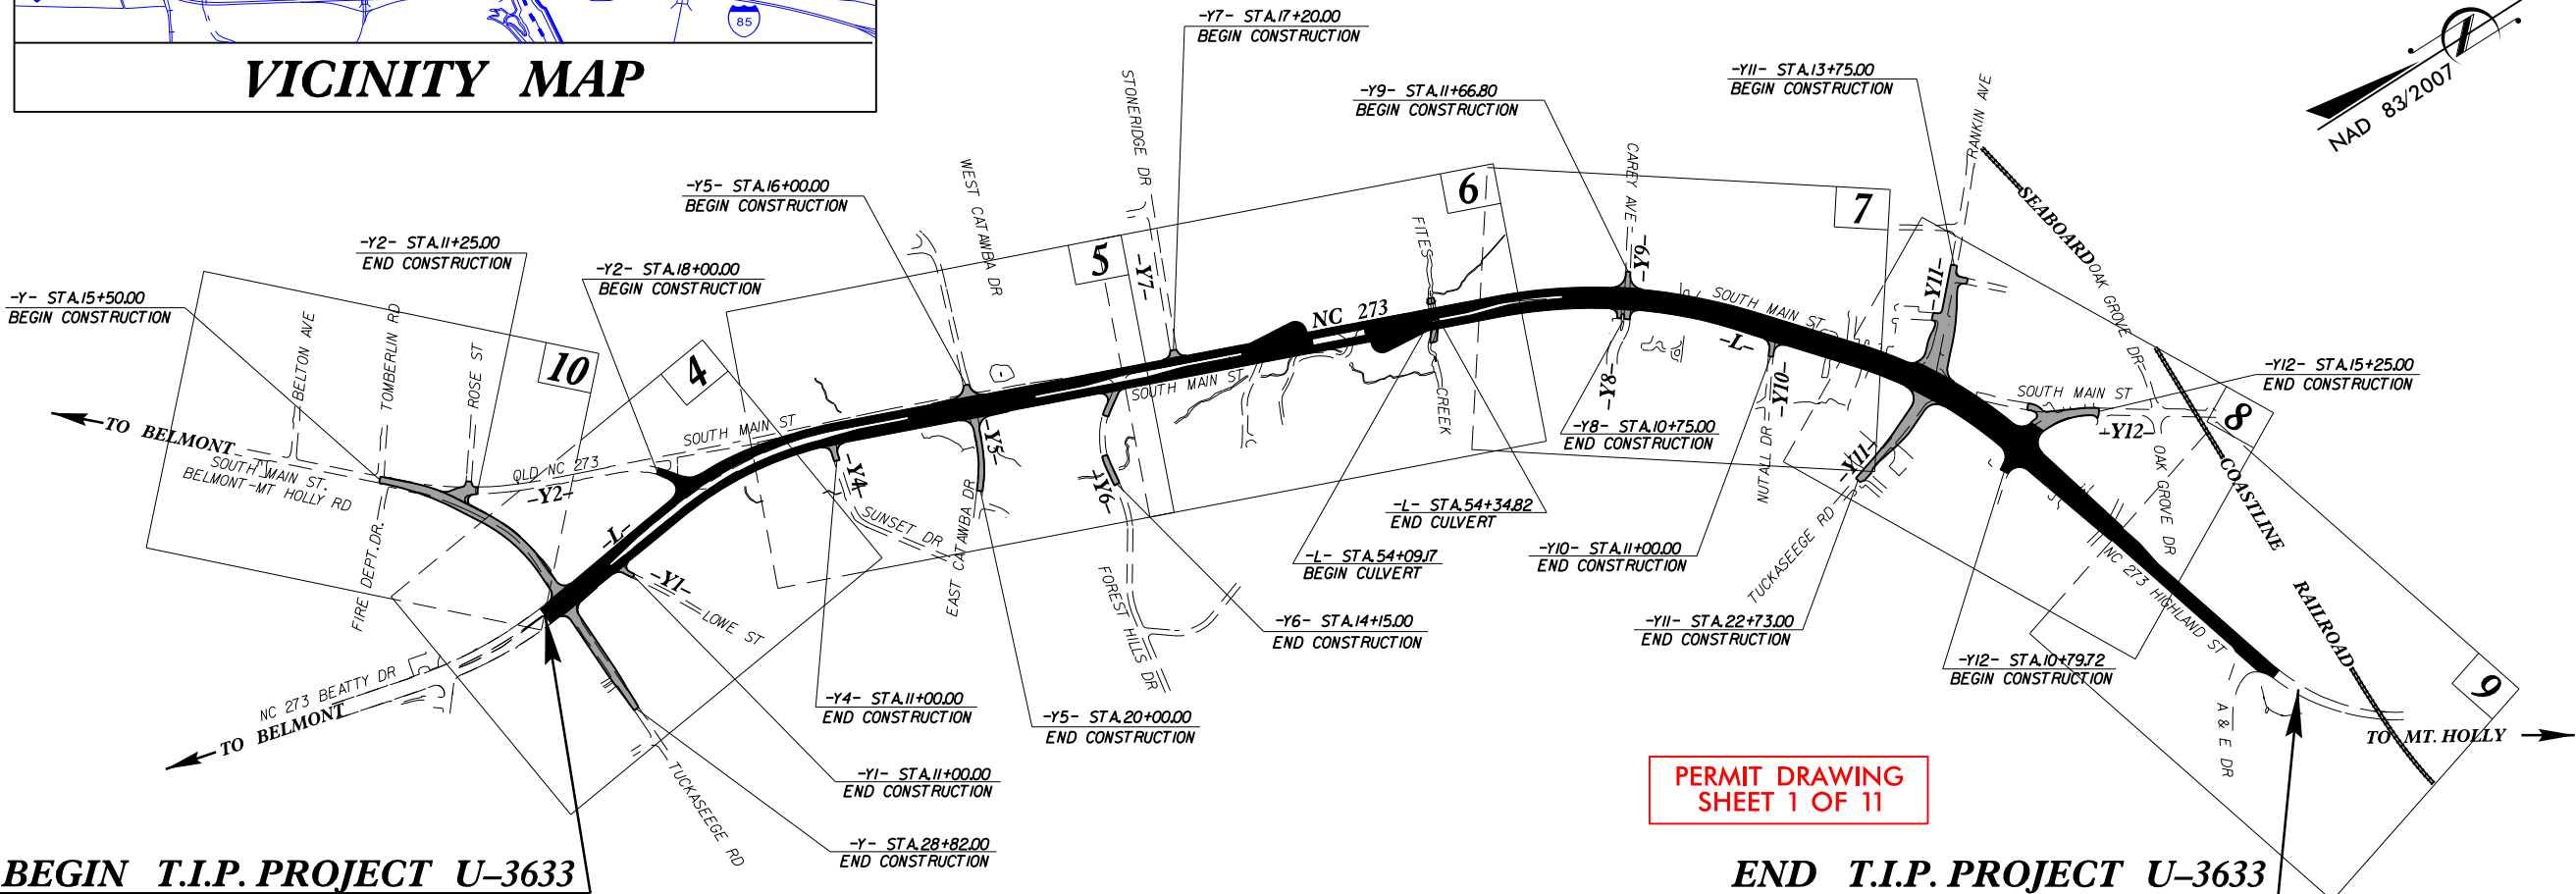 85
VICINITY MAP
-Y7- STA.17+20.00
BEGIN CONSTRUCTION
-Y9- STA.11+66.80
BEGIN CONSTRUCTION
-Y11- STA.13+75.00
BEGIN CONSTRUCTION
NAD 83/2007
-Y5- STA.16+00.00
BEGIN CONSTRUCTION
-Y2- STA.11+25.00
END CONSTRUCTION
-Y2- STA.18+00.00
BEGIN CONSTRUCTION
-Y- STA.15+50.00
BEGIN CONSTRUCTION
STONERIDGE DR
WEST CATAWBA DR
CAREY AVE
RANKIN AVE
SEABOARD
COASTLINE
RAILROAD
OAK GROVE DR
OAK GROVE DR
BELTON AVE
TOMBERLIN RD
ROSE ST
10
4
5
6
7
8
9
-Y7-
-Y9-
-Y11-
FITES
CREEK
NC 273
SOUTH MAIN ST
-L-
SOUTH MAIN ST
-Y12- STA.15+25.00
END CONSTRUCTION
-Y12-
TO BELMONT
SOUTH MAIN ST.
BELMONT-MT HOLLY RD
OLD NC 273
-Y2-
SOUTH MAIN ST
SOUTH MAIN ST
-L-
-Y4-
-Y5-
-Y6-
-Y8-
-Y10-
-Y11-
-Y8- STA.10+75.00
END CONSTRUCTION
FIRE DEPT. DR.
-Y1-
LOWE ST
SUNSET DR
EAST CATAWBA DR
FOREST HILLS DR
NUTALL DR
TUCKASEEGE RD
NC 273 HIGHLAND ST
A & E DR
-L- STA.54+34.82
END CULVERT
-L- STA.54+09.17
BEGIN CULVERT
-Y10- STA.11+00.00
END CONSTRUCTION
-Y6- STA.14+15.00
END CONSTRUCTION
-Y11- STA.22+73.00
END CONSTRUCTION
-Y12- STA.10+79.72
BEGIN CONSTRUCTION
NC 273 BEATTY DR
TO BELMONT
-Y4- STA.11+00.00
END CONSTRUCTION
-Y5- STA.20+00.00
END CONSTRUCTION
TO MT. HOLLY
-Y1- STA.11+00.00
END CONSTRUCTION
TUCKASEEGE RD
PERMIT DRAWING
SHEET 1 OF 11
-Y- STA.28+82.00
END CONSTRUCTION
BEGIN T.I.P. PROJECT U–3633
END T.I.P. PROJECT U–3633